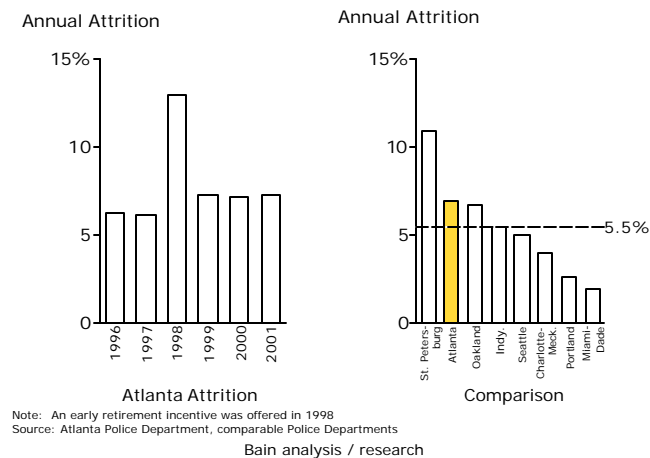 Annual Attrition
15%
10
5
0
1996
1997
1998
1999
2000
2001
Atlanta Attrition
Annual Attrition
15%
10
5
0
5.5%
St. Peters-
burg
Atlanta
Oakland
Indy.
Seattle
Charlotte-
Meck.
Portland
Miami-
Dade
Comparison
Note: An early retirement incentive was offered in 1998
Source: Atlanta Police Department, comparable Police Departments
Bain analysis / research